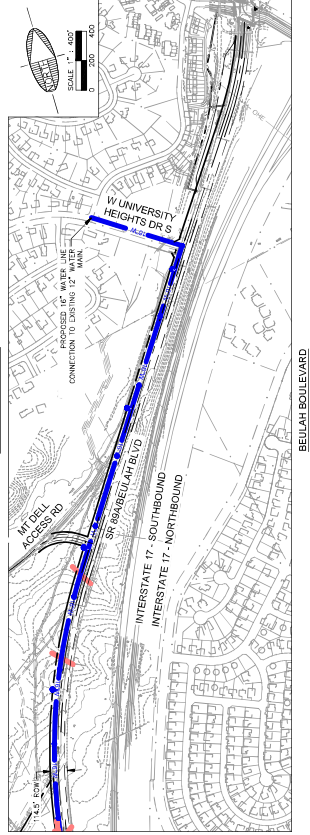 SCALE 1" : 400'
0 200 400
W UNIVERSITY
HEIGHTS DR S
PROPOSED 16" WATER LINE
CONNECTION TO EXISTING 12" WATER
MAIN.
MT DELL
ACCESS RD
SR 89A/BEULAH BLVD
INTERSTATE 17 - SOUTHBOUND
INTERSTATE 17 - NORTHBOUND
114.5' ROW
BEULAH BOULEVARD